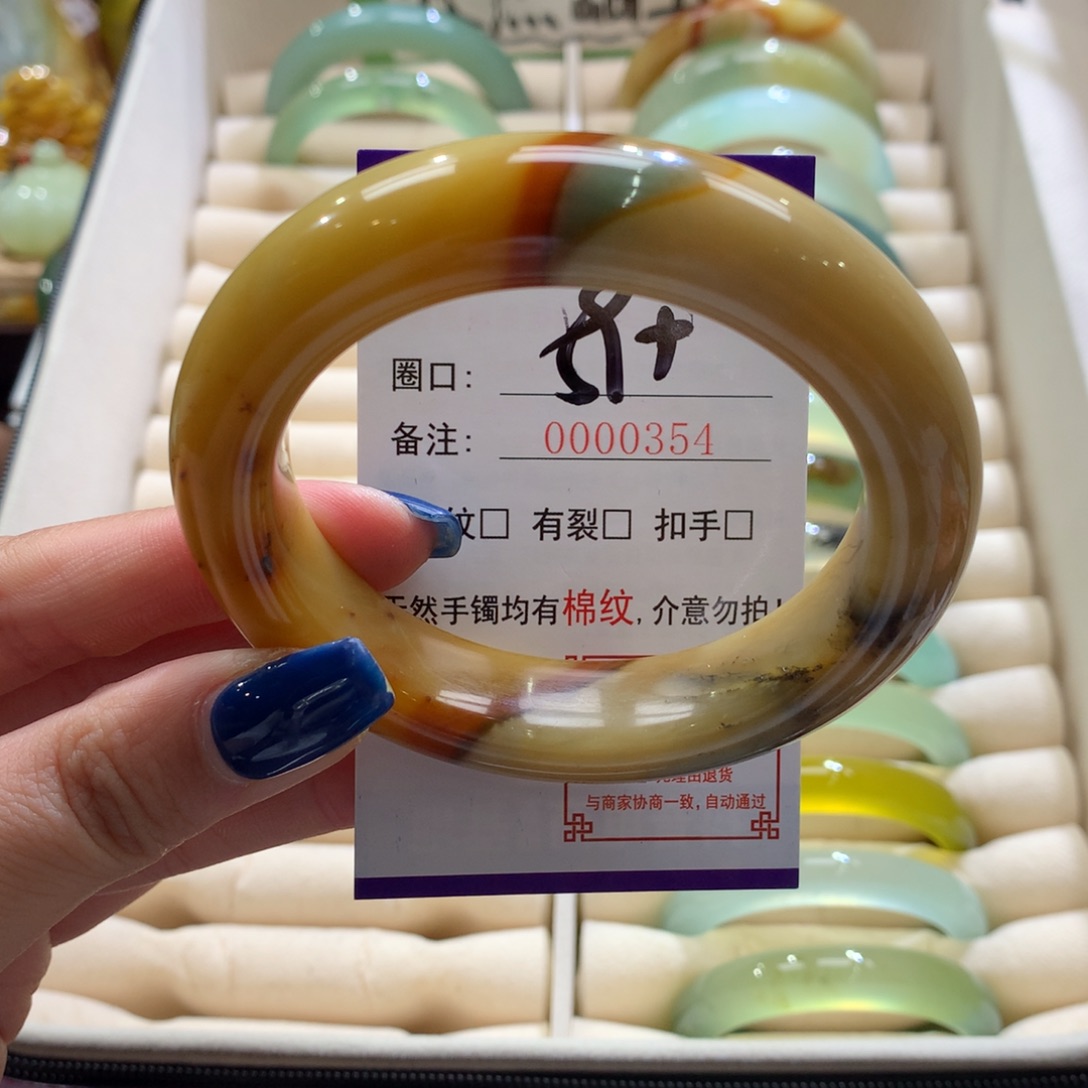 圈口:
备注: 0000354
纹□ 有裂□ 扣手□
天然手镯均有棉纹, 介意勿拍!
理由退货
与商家协商一致, 自动通过